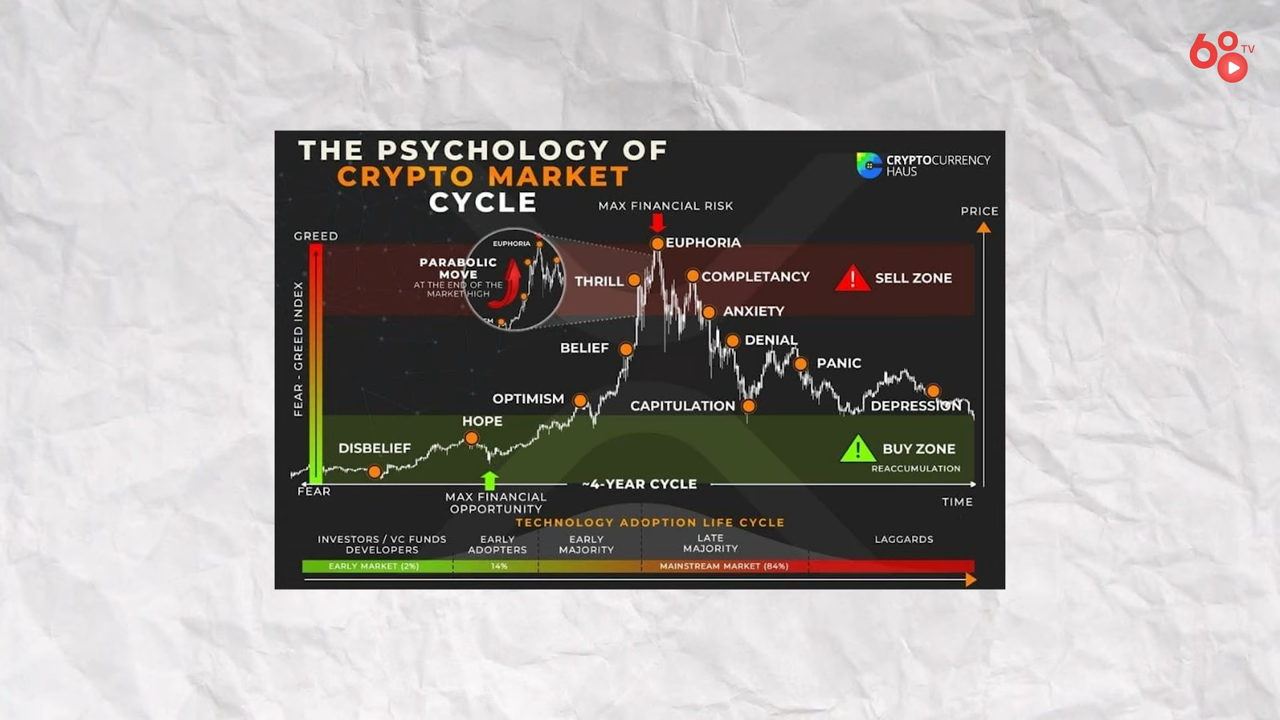 60 TV
THE PSYCHOLOGY OF
CRYPTO MARKET
CYCLE
CRYPTOCURRENCY
HAUS
MAX FINANCIAL RISK
PRICE
GREED
EUPHORIA
EUPHORIA
PARABOLIC
MOVE
AT THE END OF THE
MARKET HIGH
THRILL
COMPLETANCY
SELL ZONE
ANXIETY
FEAR - GREED INDEX
BELIEF
DENIAL
PANIC
OPTIMISM
CAPITULATION
DEPRESSION
HOPE
DISBELIEF
BUY ZONE
REACCUMULATION
~4-YEAR CYCLE
FEAR
MAX FINANCIAL
OPPORTUNITY
TIME
TECHNOLOGY ADOPTION LIFE CYCLE
INVESTORS / VC FUNDS
DEVELOPERS
EARLY
ADOPTERS
EARLY
MAJORITY
LATE
MAJORITY
LAGGARDS
EARLY MARKET (2%)
14%
MAINSTREAM MARKET (84%)